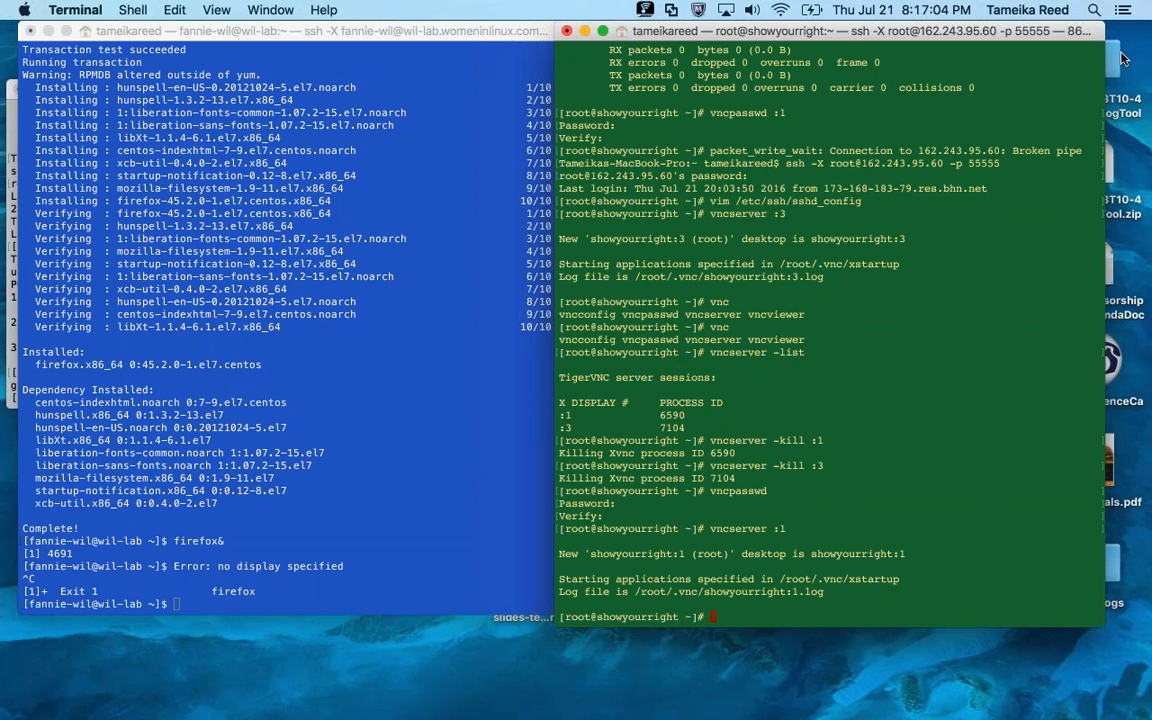 Terminal Shell Edit View Window Help Thu Jul 21 8:17:04 PM Tameika Reed
tameikareed — fannie-wil@wil-lab:~ — ssh -X fannie-wil@wil-lab.womeninlinux.com...
Transaction test succeeded
Running transaction
Warning: RPMDB altered outside of yum.
Installing : hunspell-en-US-0.20121024-5.el7.noarch 1/10
Installing : hunspell-1.3.2-13.el7.x86_64 2/10
Installing : 1:liberation-fonts-common-1.07.2-15.el7.noarch 3/10
Installing : 1:liberation-sans-fonts-1.07.2-15.el7.noarch 4/10
Installing : libXt-1.1.4-6.1.el7.x86_64 5/10
Installing : centos-indexhtml-7-9.el7.centos.noarch 6/10
Installing : xcb-util-0.4.0-2.el7.x86_64 7/10
Installing : startup-notification-0.12-8.el7.x86_64 8/10
Installing : mozilla-filesystem-1.9-11.el7.x86_64 9/10
Installing : firefox-45.2.0-1.el7.centos.x86_64 10/10
Verifying : firefox-45.2.0-1.el7.centos.x86_64 1/10
Verifying : hunspell-1.3.2-13.el7.x86_64 2/10
Verifying : 1:liberation-fonts-common-1.07.2-15.el7.noarch 3/10
Verifying : mozilla-filesystem-1.9-11.el7.x86_64 4/10
Verifying : startup-notification-0.12-8.el7.x86_64 5/10
Verifying : 1:liberation-sans-fonts-1.07.2-15.el7.noarch 6/10
Verifying : xcb-util-0.4.0-2.el7.x86_64 7/10
Verifying : hunspell-en-US-0.20121024-5.el7.noarch 8/10
Verifying : centos-indexhtml-7-9.el7.centos.noarch 9/10
Verifying : libXt-1.1.4-6.1.el7.x86_64 10/10
Installed:
firefox.x86_64 0:45.2.0-1.el7.centos
Dependency Installed:
centos-indexhtml.noarch 0:7-9.el7.centos
hunspell.x86_64 0:1.3.2-13.el7
hunspell-en-US.noarch 0:0.20121024-5.el7
libXt.x86_64 0:1.1.4-6.1.el7
liberation-fonts-common.noarch 1:1.07.2-15.el7
liberation-sans-fonts.noarch 1:1.07.2-15.el7
mozilla-filesystem.x86_64 0:1.9-11.el7
startup-notification.x86_64 0:0.12-8.el7
xcb-util.x86_64 0:0.4.0-2.el7
Complete!
[fannie-wil@wil-lab ~]$ firefox&
[1] 4691
[fannie-wil@wil-lab ~]$ Error: no display specified
^C
[1]+ Exit 1 firefox
[fannie-wil@wil-lab ~]$
tameikareed — root@showyourright:~ — ssh -X root@162.243.95.60 -p 55555 — 86...
RX packets 0 bytes 0 (0.0 B)
RX errors 0 dropped 0 overruns 0 frame 0
TX packets 0 bytes 0 (0.0 B)
TX errors 0 dropped 0 overruns 0 carrier 0 collisions 0
[root@showyourright ~]# vncpasswd :1
Password:
Verify:
[root@showyourright ~]# packet_write_wait: Connection to 162.243.95.60: Broken pipe
Tameikas-MacBook-Pro:~ tameikareed$ ssh -X root@162.243.95.60 -p 55555
root@162.243.95.60's password:
Last login: Thu Jul 21 20:03:50 2016 from 173-168-183-79.res.bhn.net
[root@showyourright ~]# vim /etc/ssh/sshd_config
[root@showyourright ~]# vncserver :3
New 'showyourright:3 (root)' desktop is showyourright:3
Starting applications specified in /root/.vnc/xstartup
Log file is /root/.vnc/showyourright:3.log
[root@showyourright ~]# vnc
vncconfig vncpasswd vncserver vncviewer
[root@showyourright ~]# vnc
vncconfig vncpasswd vncserver vncviewer
[root@showyourright ~]# vncserver -list
TigerVNC server sessions:
X DISPLAY # PROCESS ID
:1 6590
:3 7104
[root@showyourright ~]# vncserver -kill :1
Killing Xvnc process ID 6590
[root@showyourright ~]# vncserver -kill :3
Killing Xvnc process ID 7104
[root@showyourright ~]# vncpasswd
Password:
Verify:
[root@showyourright ~]# vncserver :1
New 'showyourright:1 (root)' desktop is showyourright:1
Starting applications specified in /root/.vnc/xstartup
Log file is /root/.vnc/showyourright:1.log
[root@showyourright ~]#
BT10-4
ogTool
BT10-4
ool.zip
sorship
ndaDoc
enceCa
als.pdf
ogs
slides-te...